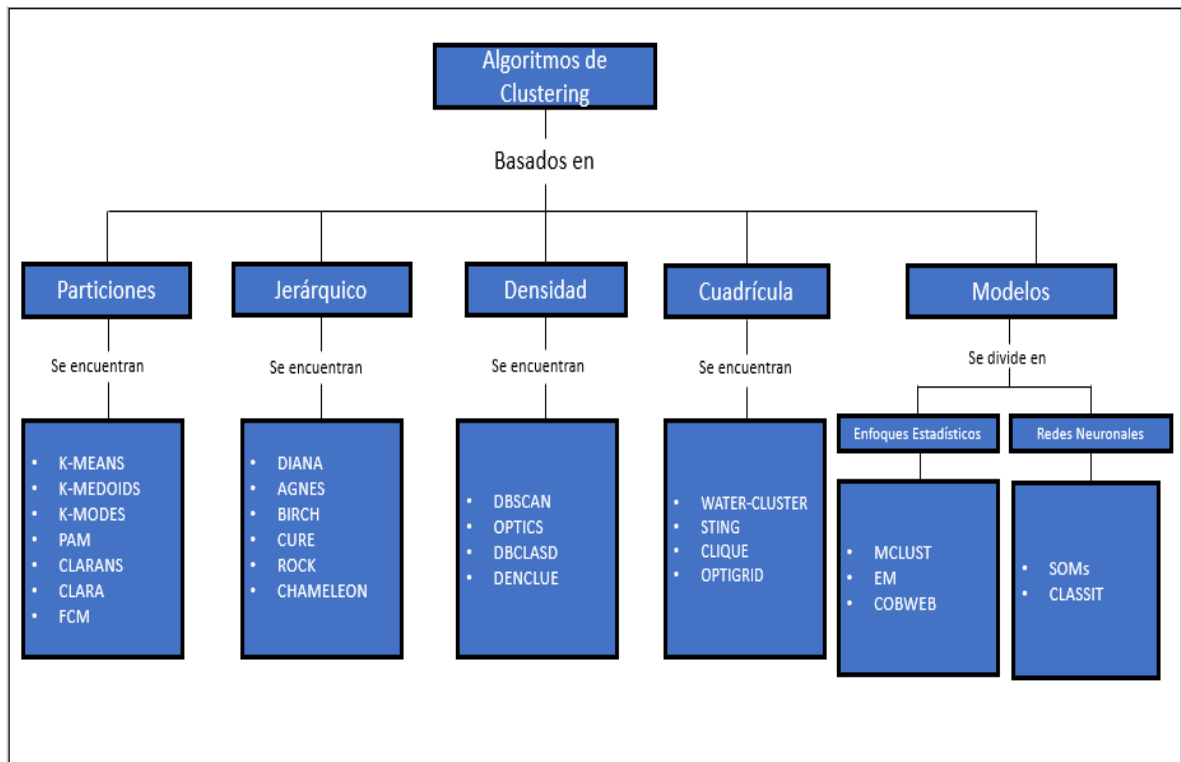 Algoritmos de
Clustering
Basados en
Particiones
Jerárquico
Densidad
Cuadrícula
Modelos
Se encuentran
Se encuentran
Se encuentran
Se encuentran
Se divide en
Enfoques Estadísticos
Redes Neuronales
• K-MEANS
• K-MEDOIDS
• K-MODES
• PAM
• CLARANS
• CLARA
• FCM
• DIANA
• AGNES
• BIRCH
• CURE
• ROCK
• CHAMELEON
• DBSCAN
• OPTICS
• DBCLASD
• DENCLUE
• WATER-CLUSTER
• STING
• CLIQUE
• OPTIGRID
• MCLUST
• EM
• COBWEB
• SOMs
• CLASSIT